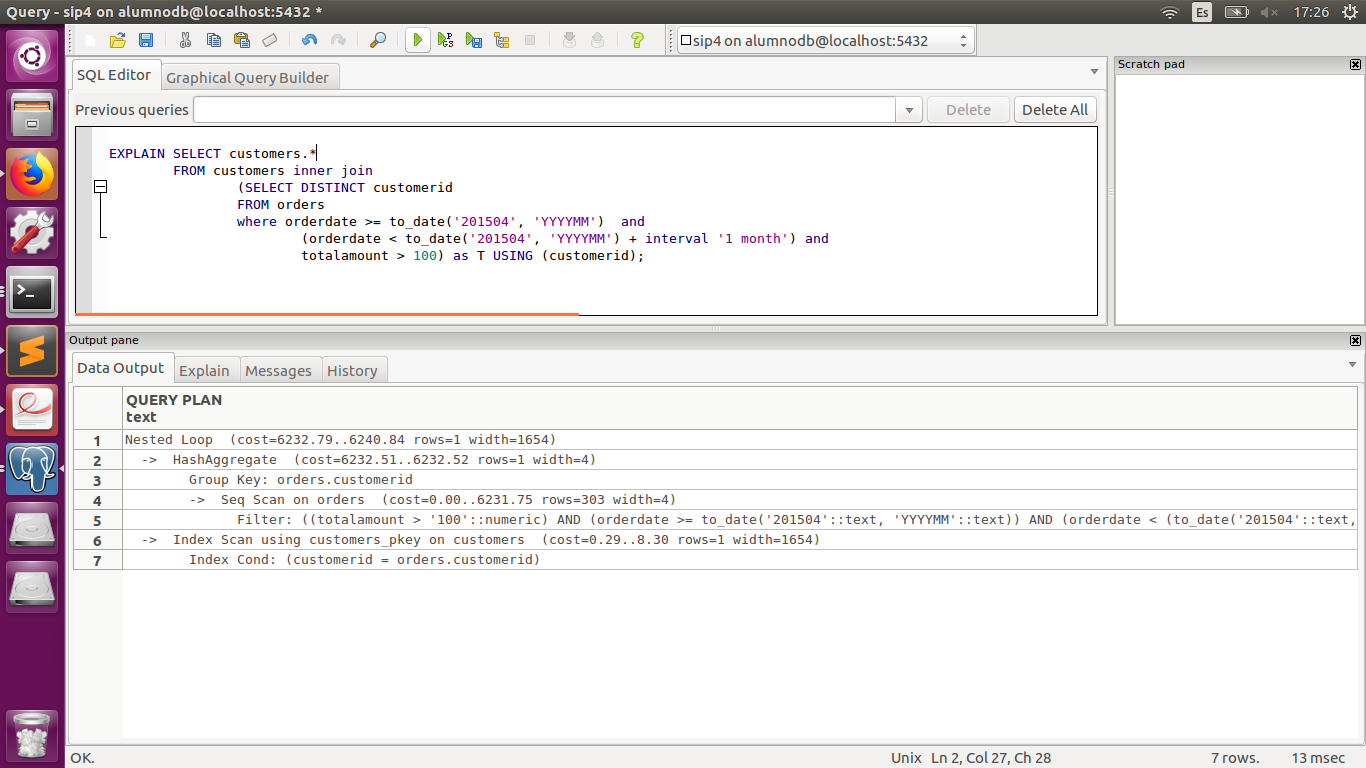 Query - sip4 on alumnodb@localhost:5432 *
Es
17:26
sip4 on alumnodb@localhost:5432
SQL Editor
Graphical Query Builder
Scratch pad
Previous queries
Delete
Delete All
EXPLAIN SELECT customers.*
FROM customers inner join
(SELECT DISTINCT customerid
FROM orders
where orderdate >= to_date('201504', 'YYYYMM')  and
(orderdate < to_date('201504', 'YYYYMM') + interval '1 month') and
totalamount > 100) as T USING (customerid);
Output pane
Data Output
Explain
Messages
History
QUERY PLAN
text
1 Nested Loop  (cost=6232.79..6240.84 rows=1 width=1654)
2 ->  HashAggregate  (cost=6232.51..6232.52 rows=1 width=4)
3 Group Key: orders.customerid
4 ->  Seq Scan on orders  (cost=0.00..6231.75 rows=303 width=4)
5 Filter: ((totalamount > '100'::numeric) AND (orderdate >= to_date('201504'::text, 'YYYYMM'::text)) AND (orderdate < (to_date('201504'::text,
6 ->  Index Scan using customers_pkey on customers  (cost=0.29..8.30 rows=1 width=1654)
7 Index Cond: (customerid = orders.customerid)
OK.
Unix
Ln 2, Col 27, Ch 28
7 rows.
13 msec